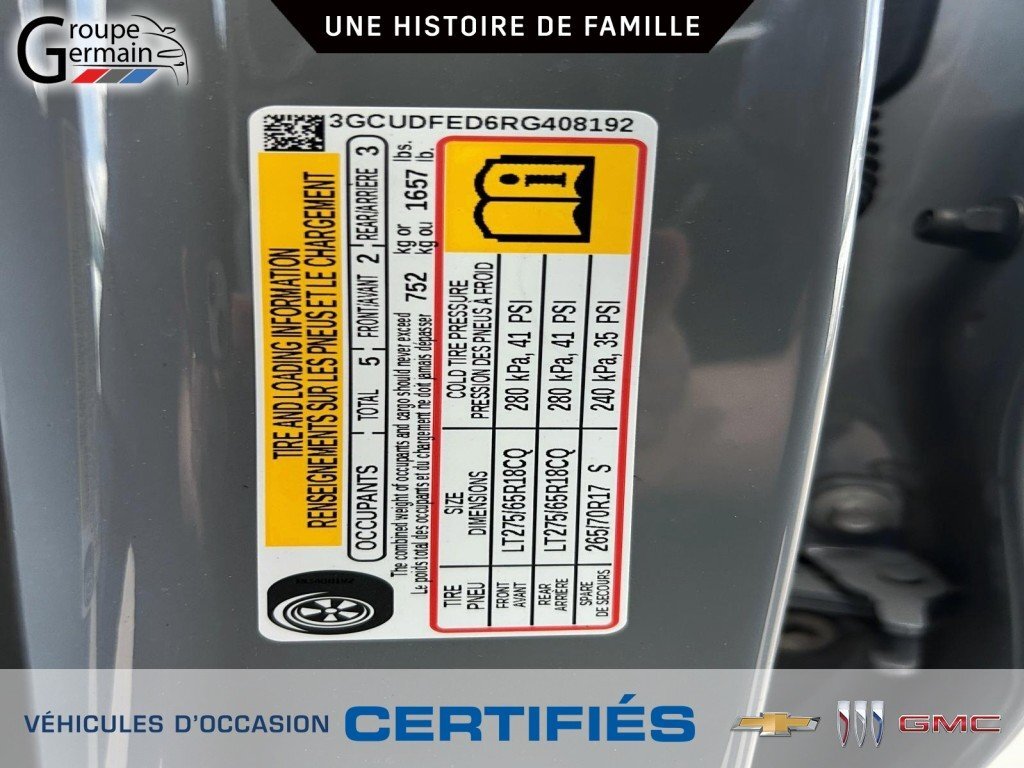 Groupe
Germain
UNE HISTOIRE DE FAMILLE
3GCUDFED6RG408192
TIRE AND LOADING INFORMATION
RENSEIGNEMENTS SUR LES PNEUS ET LE CHARGEMENT
OCCUPANTS TOTAL 5 FRONT/AVANT 2 REAR/ARRIÈRE 3
The combined weight of occupants and cargo should never exceed 752 kg or 1657 lbs.
Le poids total des occupants et du chargement ne doit jamais dépasser 752 kg ou 1657 lb.
TIRE PNEU SIZE DIMENSIONS COLD TIRE PRESSURE PRESSION DES PNEUS À FROID
FRONT AVANT LT275/65R18CQ 280 kPa, 41 PSI
REAR ARRIÈRE LT275/65R18CQ 280 kPa, 41 PSI
SPARE DE SECOURS 265/70R17 S 240 kPa, 35 PSI
VÉHICULES D'OCCASION CERTIFIÉS GMC